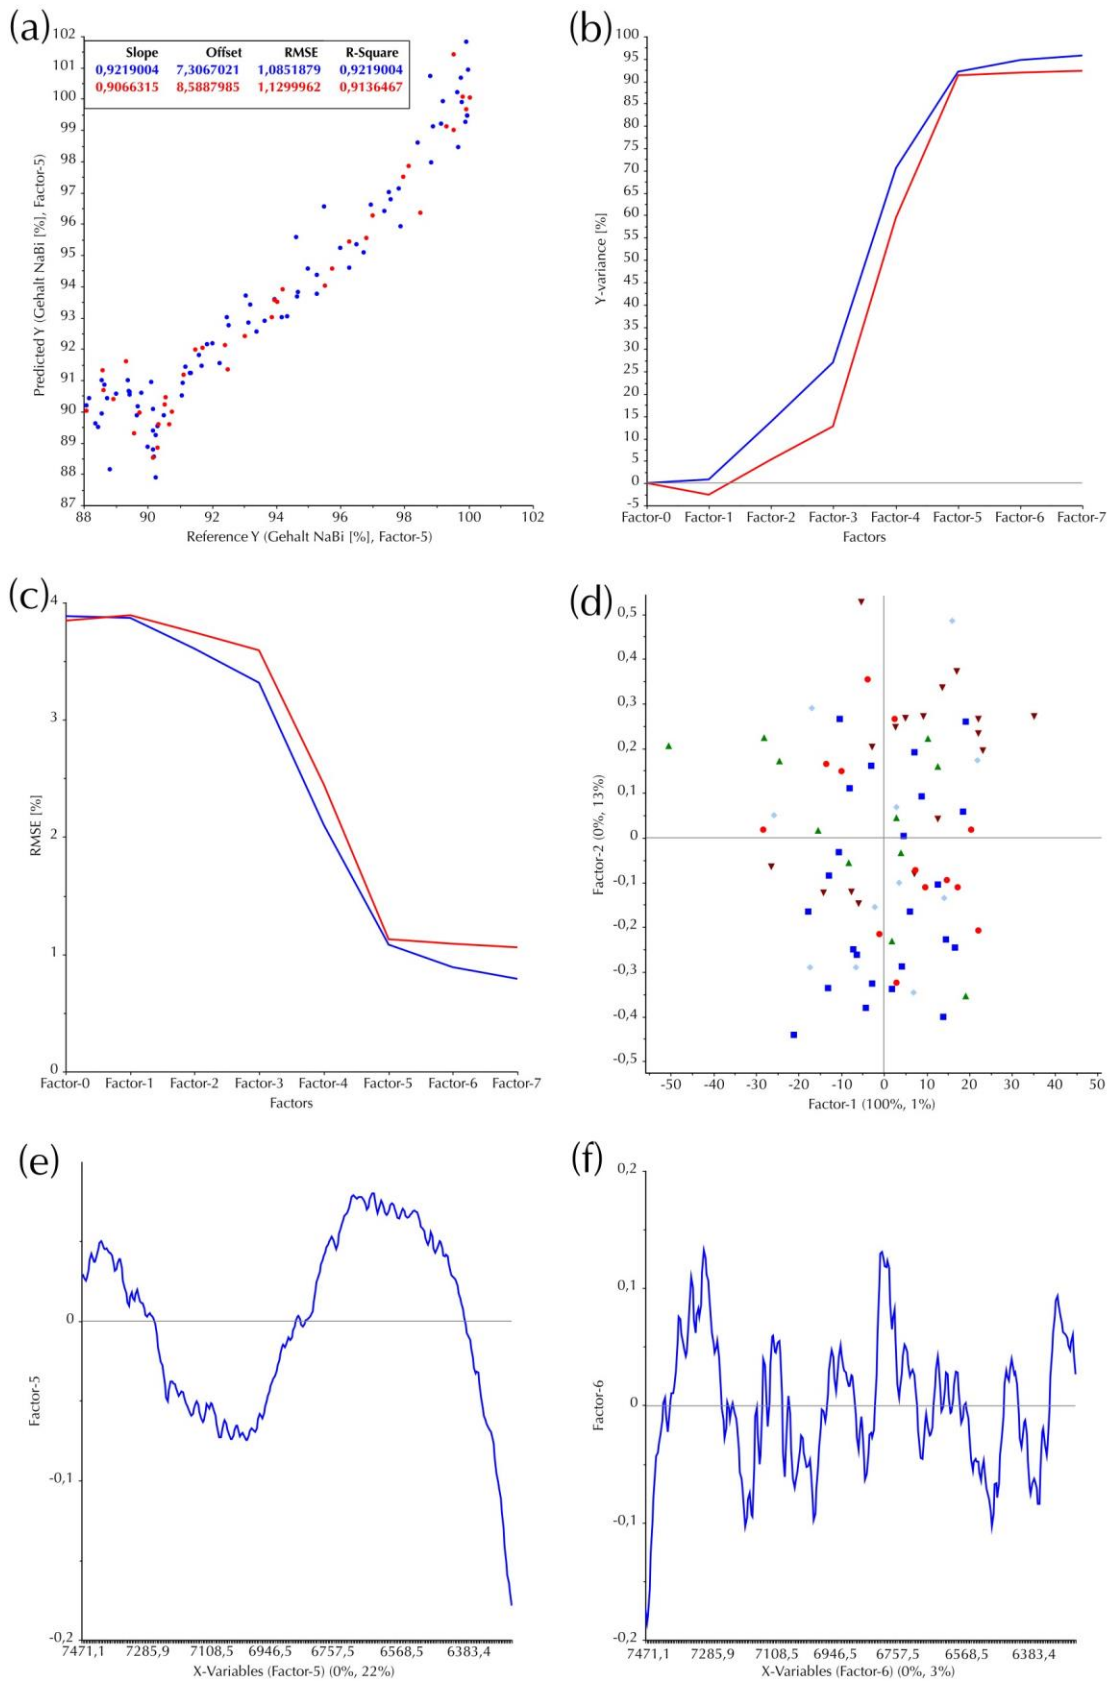 (a)
102
101
100
99
98
97
96
95
94
93
92
91
90
89
88
87
Slope Offset RMSE R-Square
0,9219004 7,3067021 1,0851879 0,9219004
0,9066315 8,5887985 1,1299962 0,9136467
Predicted Y (Gehalt NaBi [%], Factor-5)
88 90 92 94 96 98 100 102
Reference Y (Gehalt NaBi [%], Factor-5)
(b)
100
95
90
85
80
75
70
65
60
55
50
45
40
35
30
25
20
15
10
5
0
-5
Y-variance [%]
Factor-0 Factor-1 Factor-2 Factor-3 Factor-4 Factor-5 Factor-6 Factor-7
Factors
(c)
4
3
2
1
0
RMSE [%]
Factor-0 Factor-1 Factor-2 Factor-3 Factor-4 Factor-5 Factor-6 Factor-7
Factors
(d)
0,5
0,4
0,3
0,2
0,1
0
-0,1
-0,2
-0,3
-0,4
-0,5
Factor-2 (0%, 13%)
-50 -40 -30 -20 -10 0 10 20 30 40 50
Factor-1 (100%, 1%)
(e)
0
-0,1
-0,2
Factor-5
7471,1 7285,9 7108,5 6946,5 6757,5 6568,5 6383,4
X-Variables (Factor-5) (0%, 22%)
(f)
0,2
0,1
0
-0,1
-0,2
Factor-6
7471,1 7285,9 7108,5 6946,5 6757,5 6568,5 6383,4
X-Variables (Factor-6) (0%, 3%)